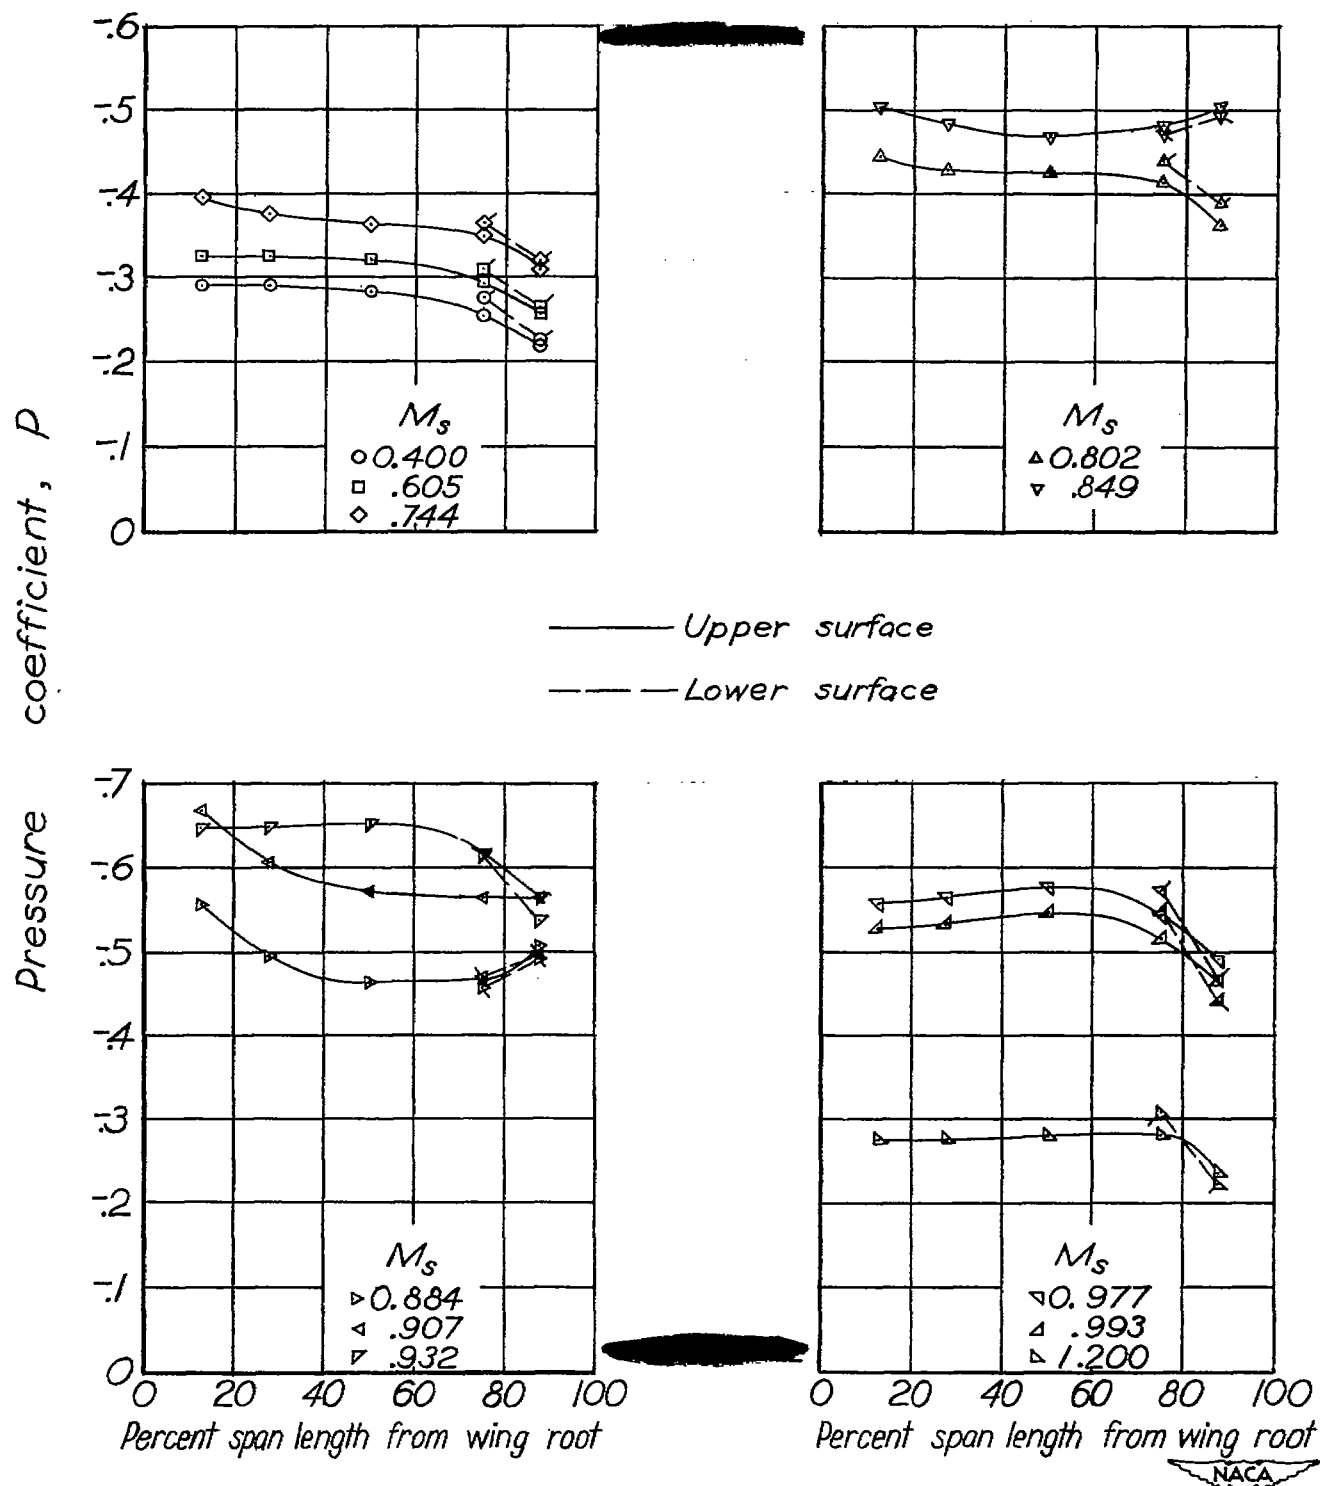 Pressure coefficient, P
-.6
-.5
-.4
-.3
-.2
-.1
0
Ms
0.400
.605
.744
Ms
0.802
.849
Upper surface
Lower surface
-.7
-.6
-.5
-.4
-.3
-.2
-.1
0
Ms
0.884
.907
.932
Ms
0.977
.993
1.200
0 20 40 60 80 100
0 20 40 60 80 100
Percent span length from wing root
Percent span length from wing root
NACA